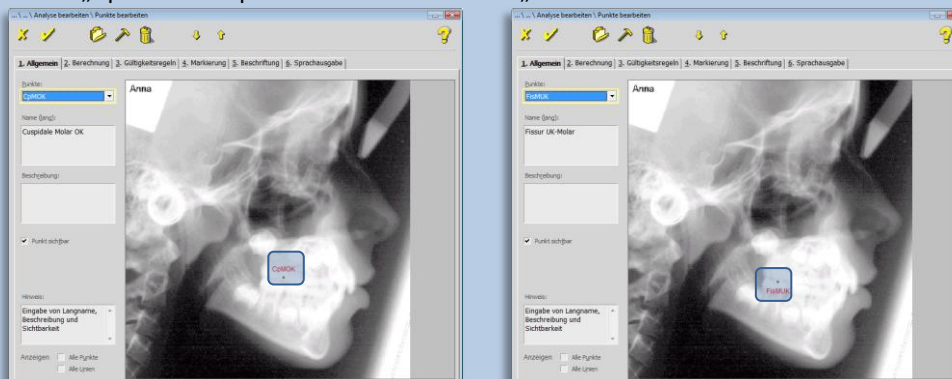 ...\ ... \ Analyse bearbeiten \ Punkte bearbeiten
1. Allgemein 2. Berechnung 3. Gültigkeitsregeln 4. Markierung 5. Beschriftung 6. Sprachausgabe
Punkte:
CpMOK
Name (lang):
Cuspidale Molar OK
Beschreibung:
Punkt sichtbar
Hinweis:
Eingabe von Langname,
Beschreibung und
Sichtbarkeit
Anzeigen: Alle Punkte
Alle Linien
Anna
CpMOK
...\ ... \ Analyse bearbeiten \ Punkte bearbeiten
1. Allgemein 2. Berechnung 3. Gültigkeitsregeln 4. Markierung 5. Beschriftung 6. Sprachausgabe
Punkte:
FisMUK
Name (lang):
Fissur UK-Molar
Beschreibung:
Punkt sichtbar
Hinweis:
Eingabe von Langname,
Beschreibung und
Sichtbarkeit
Anzeigen: Alle Punkte
Alle Linien
Anna
FisMUK